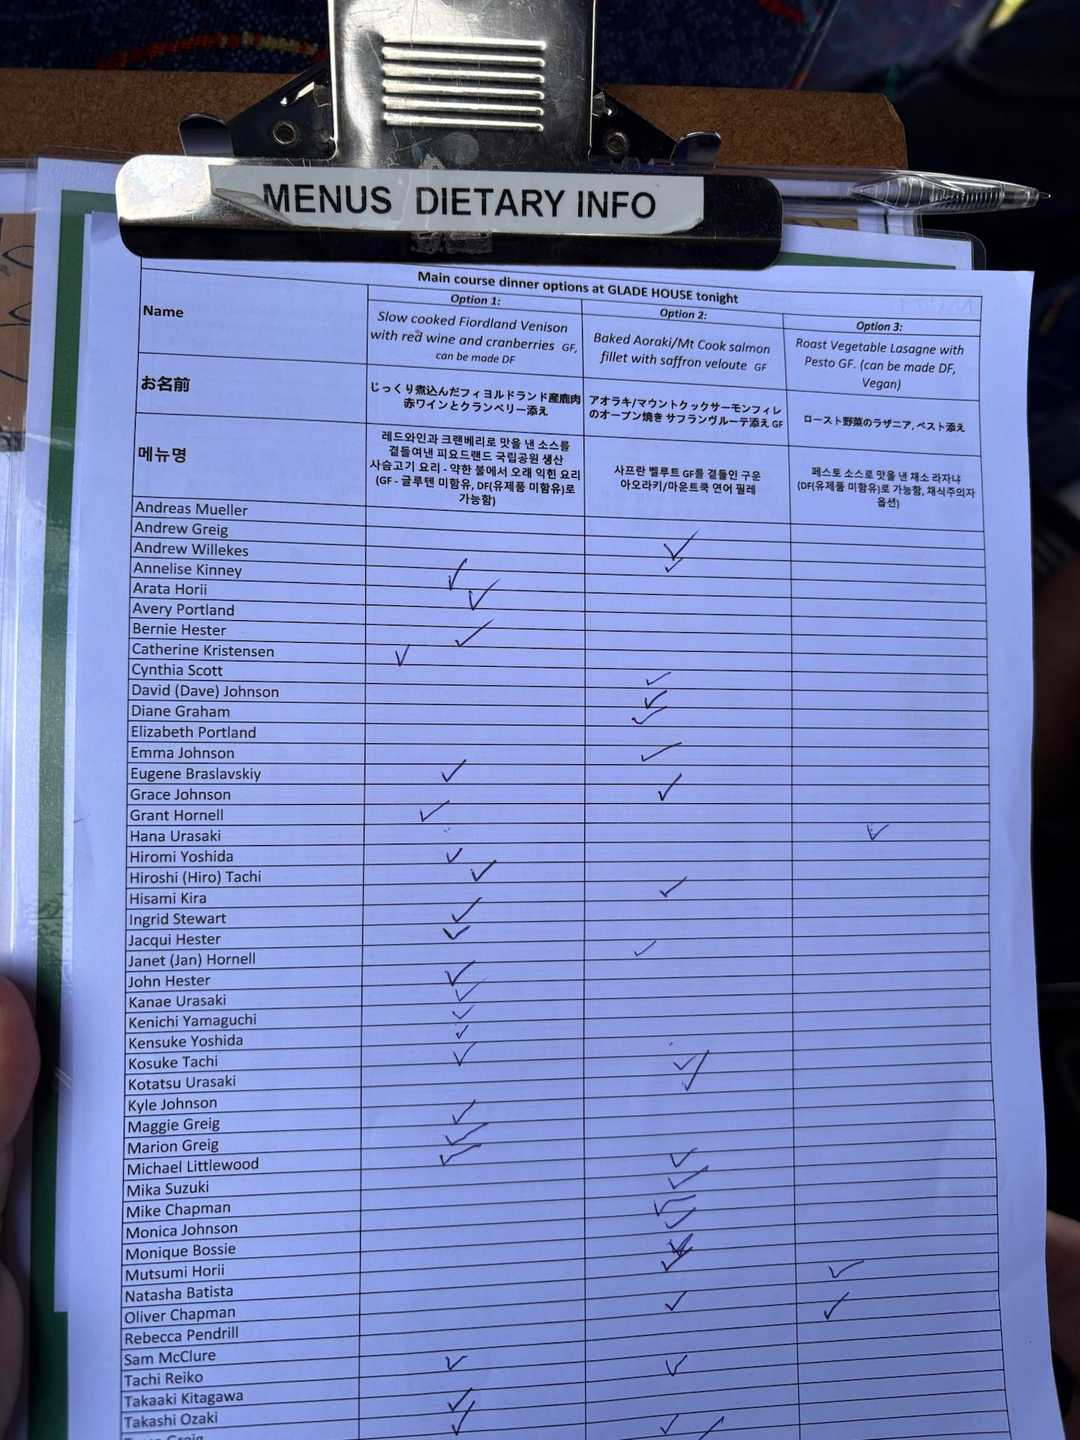 MENUS DIETARY INFO
Main course dinner options at GLADE HOUSE tonight
Name
Option 1:
Slow cooked Fiordland Venison
with red wine and cranberries GF,
can be made DF
Option 2:
Baked Aoraki/Mt Cook salmon
fillet with saffron veloute GF
Option 3:
Roast Vegetable Lasagne with
Pesto GF. (can be made DF,
Vegan)
お名前
じっくり煮込んだフィヨルドランド産鹿肉
赤ワインとクランベリー添え
アオラキ/マウントクックサーモンフィレ
のオーブン焼き サフランヴルーテ添え GF
ロースト野菜のラザニア, ペスト添え
메뉴명
레드와인과 크랜베리로 맛을 낸 소스를
곁들여낸 피요드랜드 국립공원 생산
사슴고기 요리 - 약한 불에서 오래 익힌 요리
(GF - 글루텐 미함유, DF(유제품 미함유)로
가능함)
사프란 벨루트 GF를 곁들인 구운
아오라키/마운트쿡 연어 필레
페스토 소스로 맛을 낸 채소 라자냐
(DF(유제품 미함유)로 가능함, 채식주의자
옵션)
Andreas Mueller
Andrew Greig
Andrew Willekes
Annelise Kinney
Arata Horii
Avery Portland
Bernie Hester
Catherine Kristensen
Cynthia Scott
David (Dave) Johnson
Diane Graham
Elizabeth Portland
Emma Johnson
Eugene Braslavskiy
Grace Johnson
Grant Hornell
Hana Urasaki
Hiromi Yoshida
Hiroshi (Hiro) Tachi
Hisami Kira
Ingrid Stewart
Jacqui Hester
Janet (Jan) Hornell
John Hester
Kanae Urasaki
Kenichi Yamaguchi
Kensuke Yoshida
Kosuke Tachi
Kotatsu Urasaki
Kyle Johnson
Maggie Greig
Marion Greig
Michael Littlewood
Mika Suzuki
Mike Chapman
Monica Johnson
Monique Bossie
Mutsumi Horii
Natasha Batista
Oliver Chapman
Rebecca Pendrill
Sam McClure
Tachi Reiko
Takaaki Kitagawa
Takashi Ozaki